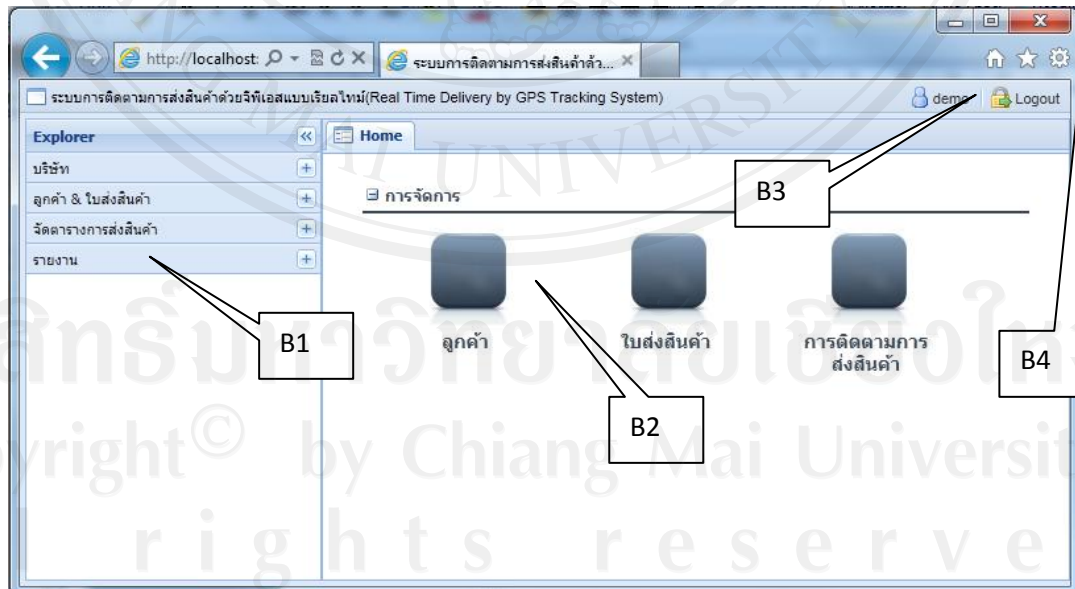 http://localhost:
ระบบการติดตามการส่งสินค้าด้ว...
ระบบการติดตามการส่งสินค้าด้วยจีพีเอสแบบเรียลไทม์(Real Time Delivery by GPS Tracking System)
demo
Logout
Explorer
Home
บริษัท
ลูกค้า & ใบส่งสินค้า
จัดตารางการส่งสินค้า
รายงาน
การจัดการ
B3
B1
ลูกค้า
ใบส่งสินค้า
การติดตามการ
ส่งสินค้า
B4
B2
MAI UNIVERS
by Chiang Mai Universit
rights reserve